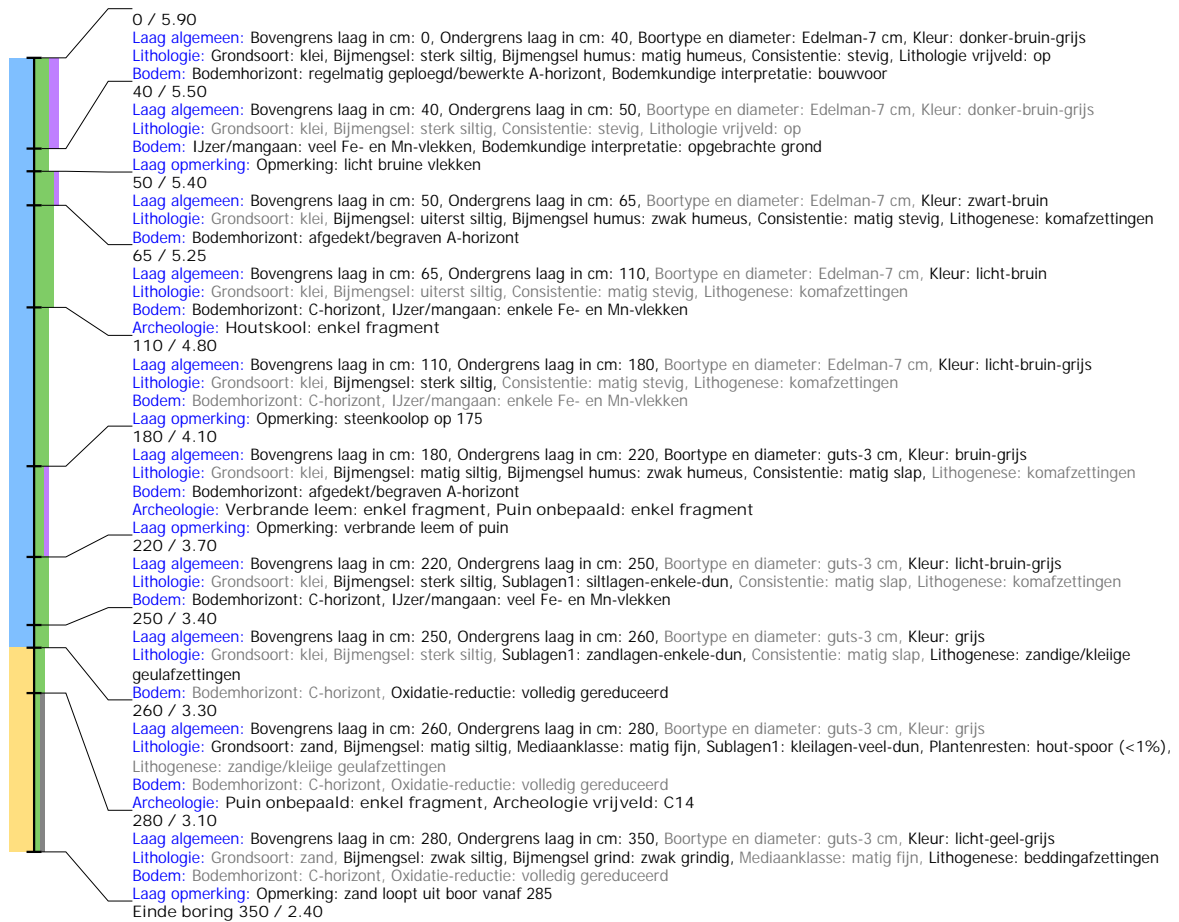 0 / 5.90
Laag algemeen: Bovengrens laag in cm: 0, Ondergrens laag in cm: 40, Boortype en diameter: Edelman-7 cm, Kleur: donker-bruin-grijs
Lithologie: Grondsoort: klei, Bijmengsel: sterk siltig, Bijmengsel humus: matig humeus, Consistentie: stevig, Lithologie vrijveld: op
Bodem: Bodemhorizont: regelmatig geploegd/bewerkte A-horizont, Bodemkundige interpretatie: bouwvoor
40 / 5.50
Laag algemeen: Bovengrens laag in cm: 40, Ondergrens laag in cm: 50, Boortype en diameter: Edelman-7 cm, Kleur: donker-bruin-grijs
Lithologie: Grondsoort: klei, Bijmengsel: sterk siltig, Consistentie: stevig, Lithologie vrijveld: op
Bodem: IJzer/mangaan: veel Fe- en Mn-vlekken, Bodemkundige interpretatie: opgebrachte grond
Laag opmerking: Opmerking: licht bruine vlekken
50 / 5.40
Laag algemeen: Bovengrens laag in cm: 50, Ondergrens laag in cm: 65, Boortype en diameter: Edelman-7 cm, Kleur: zwart-bruin
Lithologie: Grondsoort: klei, Bijmengsel: uiterst siltig, Bijmengsel humus: zwak humeus, Consistentie: matig stevig, Lithogenese: komafzettingen
Bodem: Bodemhorizont: afgedekt/begraven A-horizont
65 / 5.25
Laag algemeen: Bovengrens laag in cm: 65, Ondergrens laag in cm: 110, Boortype en diameter: Edelman-7 cm, Kleur: licht-bruin
Lithologie: Grondsoort: klei, Bijmengsel: uiterst siltig, Consistentie: matig stevig, Lithogenese: komafzettingen
Bodem: Bodemhorizont: C-horizont, IJzer/mangaan: enkele Fe- en Mn-vlekken
Archeologie: Houtskool: enkel fragment
110 / 4.80
Laag algemeen: Bovengrens laag in cm: 110, Ondergrens laag in cm: 180, Boortype en diameter: Edelman-7 cm, Kleur: licht-bruin-grijs
Lithologie: Grondsoort: klei, Bijmengsel: sterk siltig, Consistentie: matig stevig, Lithogenese: komafzettingen
Bodem: Bodemhorizont: C-horizont, IJzer/mangaan: enkele Fe- en Mn-vlekken
Laag opmerking: Opmerking: steenkoolop op 175
180 / 4.10
Laag algemeen: Bovengrens laag in cm: 180, Ondergrens laag in cm: 220, Boortype en diameter: guts-3 cm, Kleur: bruin-grijs
Lithologie: Grondsoort: klei, Bijmengsel: matig siltig, Bijmengsel humus: zwak humeus, Consistentie: matig slap, Lithogenese: komafzettingen
Bodem: Bodemhorizont: afgedekt/begraven A-horizont
Archeologie: Verbrande leem: enkel fragment, Puin onbepaald: enkel fragment
Laag opmerking: Opmerking: verbrande leem of puin
220 / 3.70
Laag algemeen: Bovengrens laag in cm: 220, Ondergrens laag in cm: 250, Boortype en diameter: guts-3 cm, Kleur: licht-bruin-grijs
Lithologie: Grondsoort: klei, Bijmengsel: sterk siltig, Sublagen1: siltlagen-enkele-dun, Consistentie: matig slap, Lithogenese: komafzettingen
Bodem: Bodemhorizont: C-horizont, IJzer/mangaan: veel Fe- en Mn-vlekken
250 / 3.40
Laag algemeen: Bovengrens laag in cm: 250, Ondergrens laag in cm: 260, Boortype en diameter: guts-3 cm, Kleur: grijs
Lithologie: Grondsoort: klei, Bijmengsel: sterk siltig, Sublagen1: zandlagen-enkele-dun, Consistentie: matig slap, Lithogenese: zandige/kleiige
geulafzettingen
Bodem: Bodemhorizont: C-horizont, Oxidatie-reductie: volledig gereduceerd
260 / 3.30
Laag algemeen: Bovengrens laag in cm: 260, Ondergrens laag in cm: 280, Boortype en diameter: guts-3 cm, Kleur: grijs
Lithologie: Grondsoort: zand, Bijmengsel: matig siltig, Mediaanklasse: matig fijn, Sublagen1: kleilagen-veel-dun, Plantenresten: hout-spoor (<1%),
Lithogenese: zandige/kleiige geulafzettingen
Bodem: Bodemhorizont: C-horizont, Oxidatie-reductie: volledig gereduceerd
Archeologie: Puin onbepaald: enkel fragment, Archeologie vrijveld: C14
280 / 3.10
Laag algemeen: Bovengrens laag in cm: 280, Ondergrens laag in cm: 350, Boortype en diameter: guts-3 cm, Kleur: licht-geel-grijs
Lithologie: Grondsoort: zand, Bijmengsel: zwak siltig, Bijmengsel grind: zwak grindig, Mediaanklasse: matig fijn, Lithogenese: beddingafzettingen
Bodem: Bodemhorizont: C-horizont, Oxidatie-reductie: volledig gereduceerd
Laag opmerking: Opmerking: zand loopt uit boor vanaf 285
Einde boring 350 / 2.40